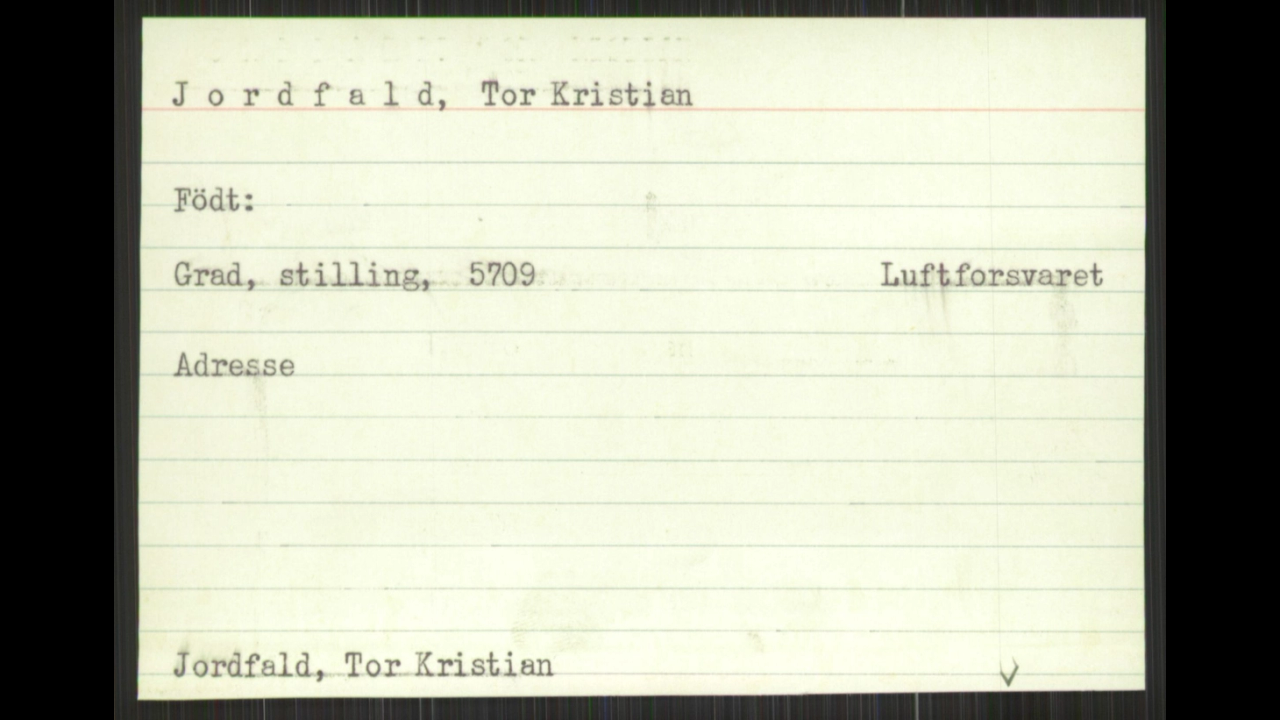 J o r d f a l d, Tor Kristian
Födt:
Grad, stilling, 5709 Luftforsvaret
Adresse
Jordfald, Tor Kristian